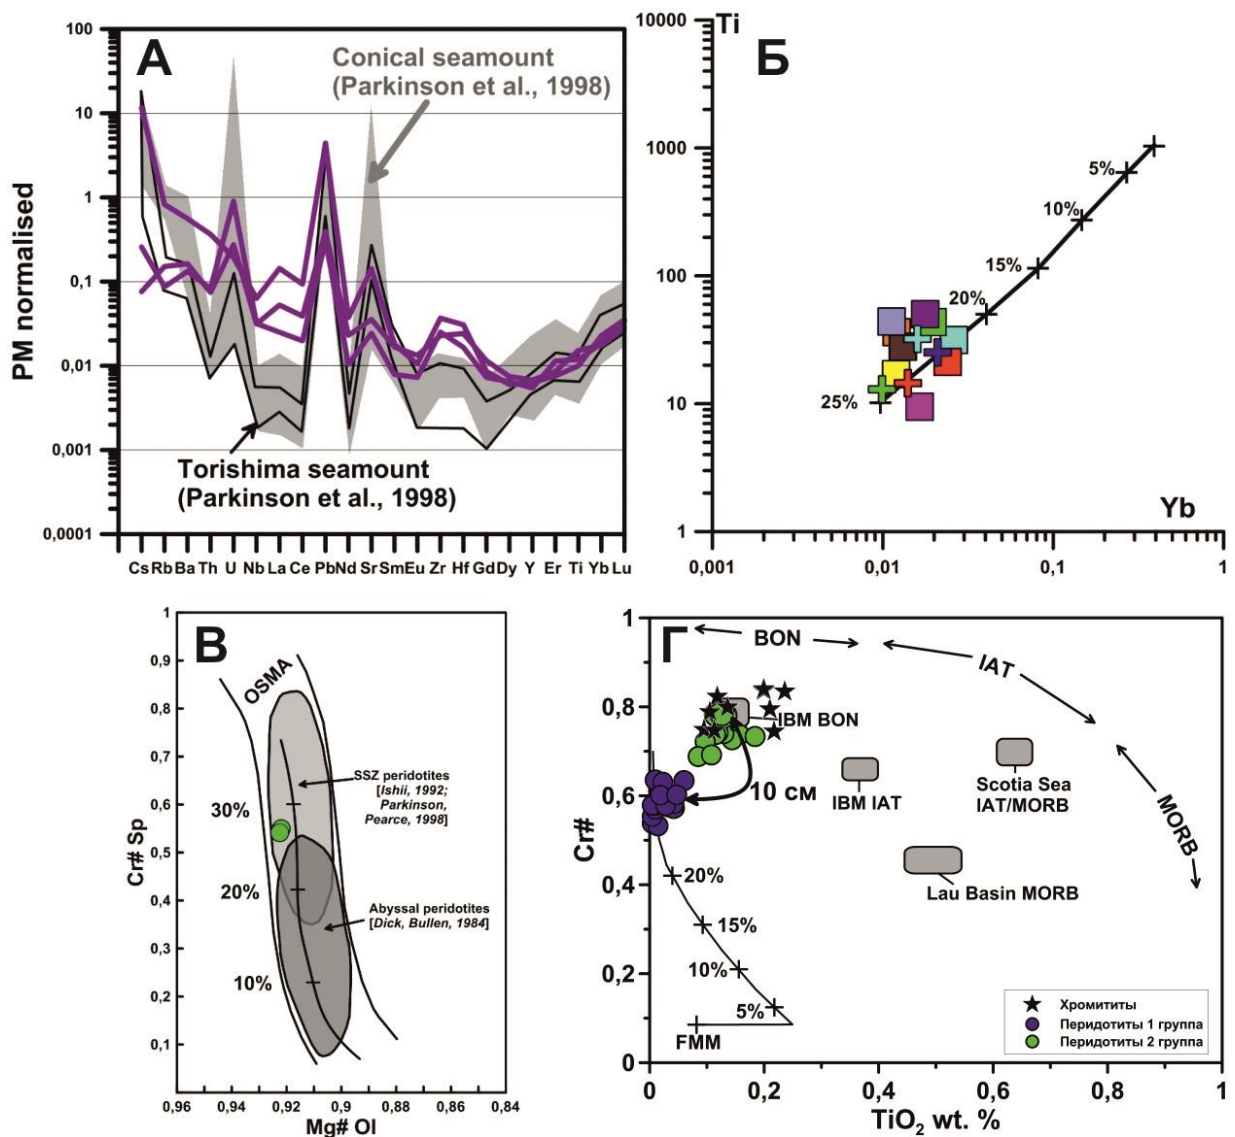 А
Conical seamount
(Parkinson et al., 1998)
PM normalised
100
10
1
0,1
0,01
0,001
0,0001
Torishima seamount
(Parkinson et al., 1998)
Cs Rb Ba Th U Nb La Ce Pb Nd Sr Sm Eu Zr Hf Gd Dy Y Er Ti Yb Lu
Б
Ti
10000
1000
100
10
1
5%
10%
15%
20%
25%
Yb
0,001 0,01 0,1 1
В
Cr# Sp
1
0,9
0,8
0,7
0,6
0,5
0,4
0,3
0,2
0,1
OSMA
SSZ peridotites
[Ishii, 1992;
Parkinson,
Pearce, 1998]
30%
20%
Abyssal peridotites
[Dick, Bullen, 1984]
10%
0,96 0,94 0,92 0,9 0,88 0,86 0,84
Mg# Ol
Г
Cr#
1
0,8
0,6
0,4
0,2
0
BON
IAT
MORB
IBM BON
10 см
IBM IAT
Scotia Sea
IAT/MORB
Lau Basin MORB
20%
15%
10%
5%
FMM
Хромититы
Перидотиты 1 группа
Перидотиты 2 группа
0 0,2 0,4 0,6 0,8 1
TiO₂ wt. %